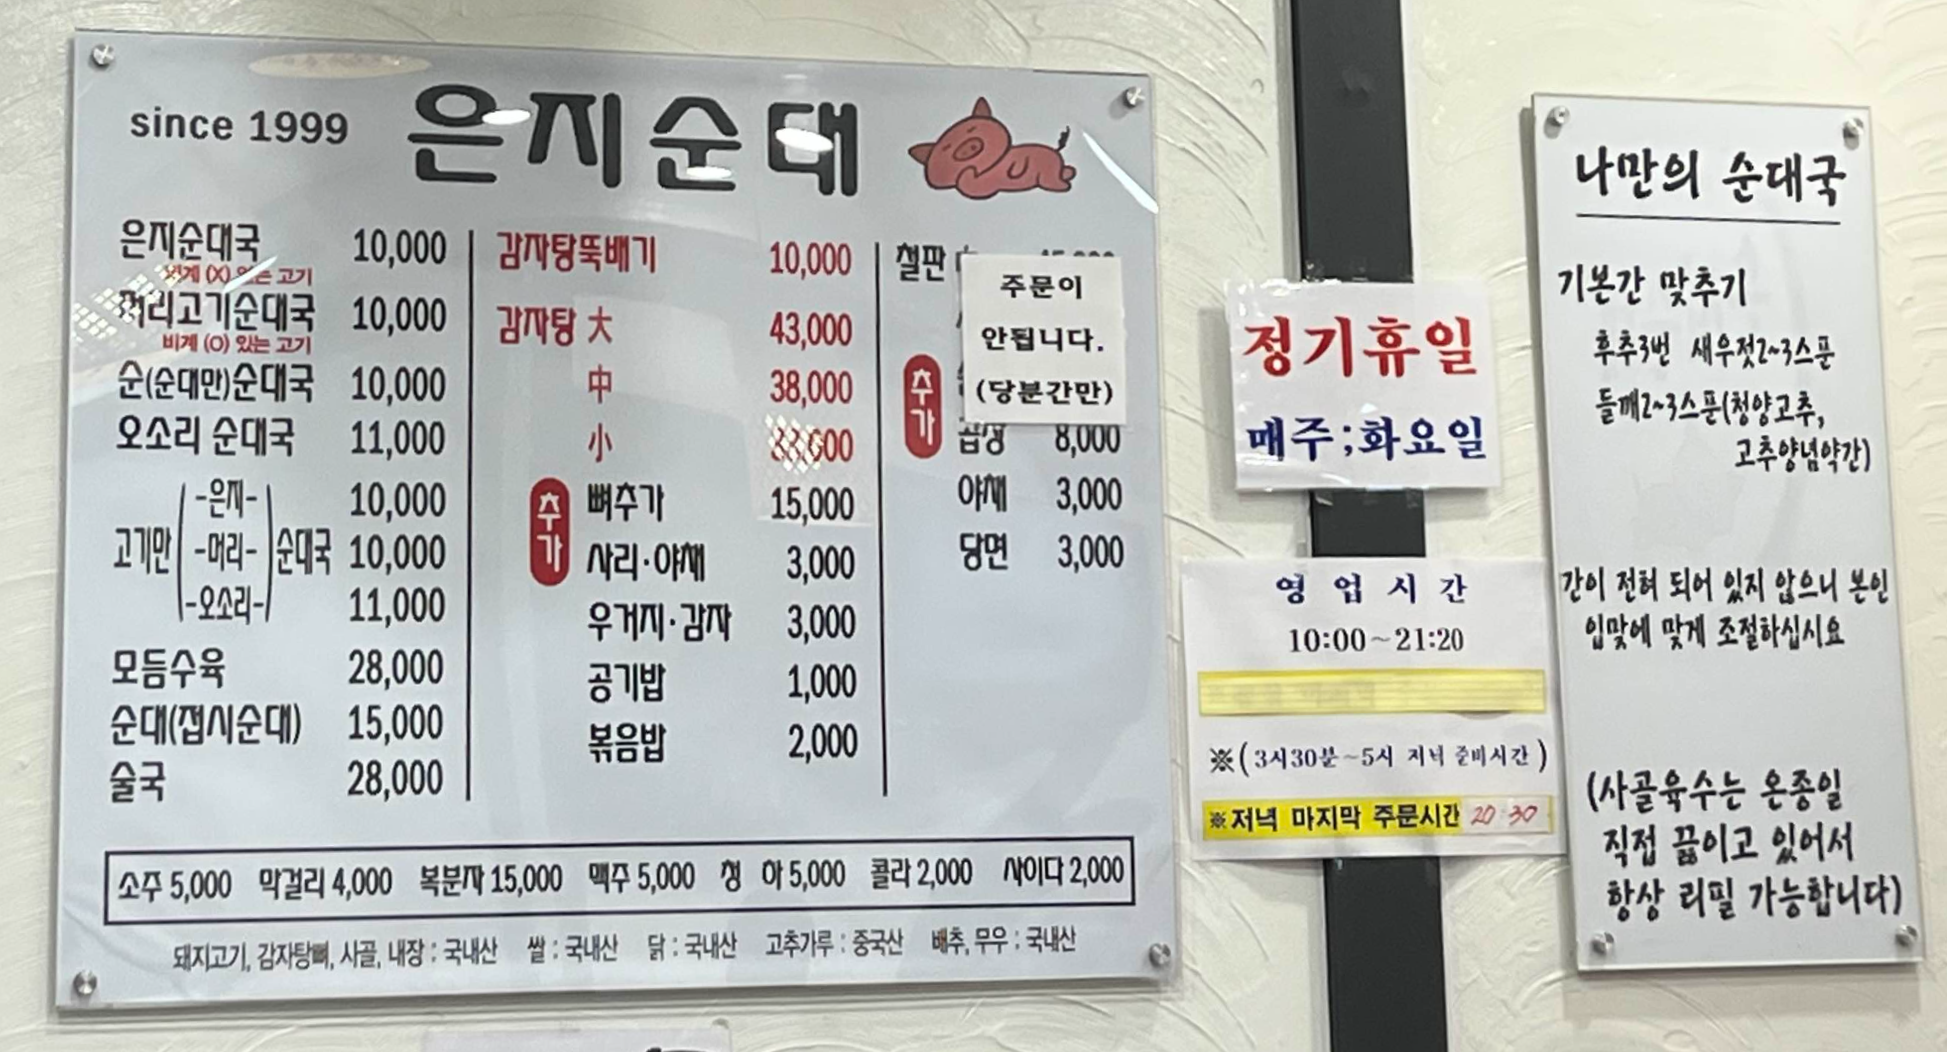 since 1999 은지순대
은지순대국 10,000
비계 (X) 있는 고기
머리고기순대국 10,000
비계 (O) 있는 고기
순(순대만)순대국 10,000
오소리 순대국 11,000
고기만 순대국
-은지- 10,000
-머리- 10,000
-오소리- 11,000
모듬수육 28,000
순대(접시순대) 15,000
술국 28,000
감자탕뚝배기 10,000
감자탕 大 43,000
中 38,000
小
추가
뼈추가 15,000
사리·야채 3,000
우거지·감자 3,000
공기밥 1,000
볶음밥 2,000
철판
주문이
안됩니다.
(당분간만)
추가
곱창 8,000
야채 3,000
당면 3,000
소주 5,000 막걸리 4,000 복분자 15,000 맥주 5,000 청 하 5,000 콜라 2,000 사이다 2,000
돼지고기, 감자탕뼈, 사골, 내장 : 국내산 쌀 : 국내산 닭 : 국내산 고추가루 : 중국산 배추, 무우 : 국내산
정기휴일
매주;화요일
영 업 시 간
10:00~21:20
※(3시30분~5시 저녁 준비시간)
※저녁 마지막 주문시간 20:30
나만의 순대국
기본간 맞추기
후추3번 새우젓2~3스푼
들깨2~3스푼(청양고추,
고추양념약간)
간이 전혀 되어 있지 않으니 본인
입맛에 맞게 조절하십시요
(사골육수는 온종일
직접 끓이고 있어서
항상 리필 가능합니다)